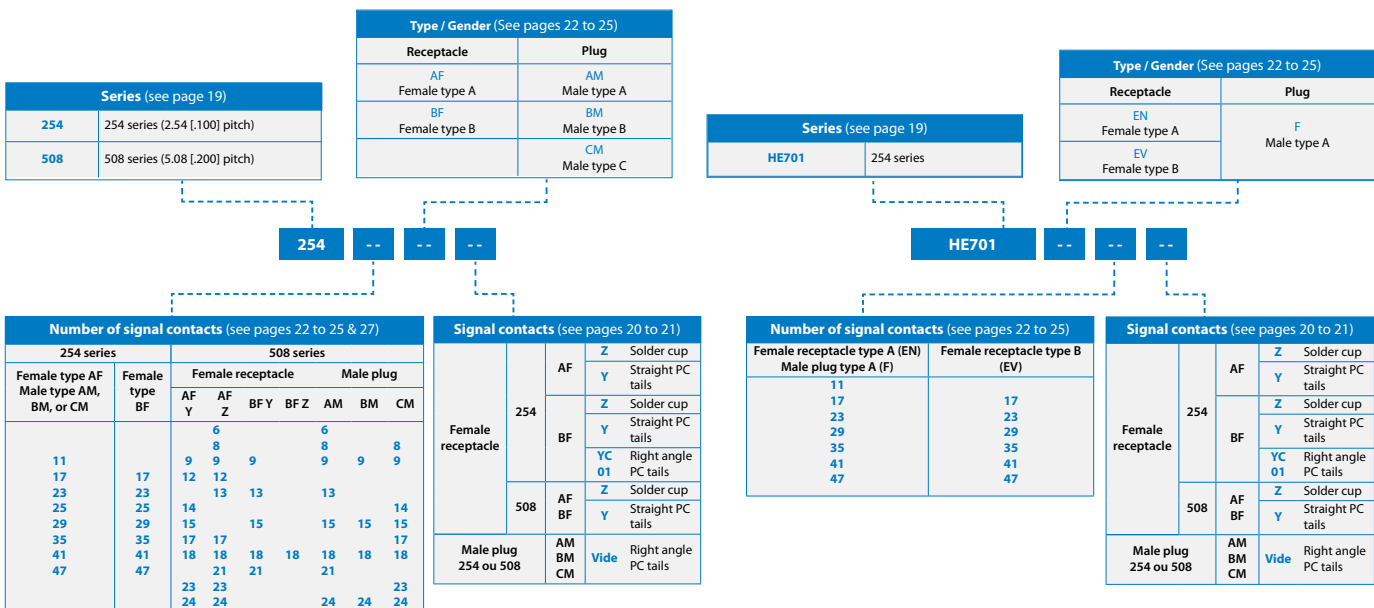 Type / Gender (See pages 22 to 25)
Receptacle Plug
AF AM
Female type A Male type A
BF BM
Female type B Male type B
CM
Male type C
Series (see page 19)
254 254 series (2.54 [.100] pitch)
508 508 series (5.08 [.200] pitch)
254 -- -- --
Number of signal contacts (see pages 22 to 25 & 27)
254 series 508 series
Female type AF Male type AM, BM, or CM Female type BF Female receptacle Male plug
AF Y AF Z BF Y BF Z AM BM CM
6 6
8 8 8
11 9 9 9 9 9 9
17 17 12 12
23 23 13 13 13
25 25 14 14
29 29 15 15 15 15 15
35 35 17 17 17
41 41 18 18 18 18 18 18 18
47 47 21 21 21
23 23 23
24 24 24 24 24
Signal contacts (see pages 20 to 21)
Female receptacle
254
AF
Z Solder cup
Y Straight PC tails
BF
Z Solder cup
Y Straight PC tails
YC 01 Right angle PC tails
508
AF BF
Z Solder cup
Y Straight PC tails
Male plug 254 ou 508
AM BM CM
Vide Right angle PC tails
Series (see page 19)
HE701 254 series
Type / Gender (See pages 22 to 25)
Receptacle Plug
EN
Female type A
F
Male type A
EV
Female type B
HE701 -- -- --
Number of signal contacts (see pages 22 to 25)
Female receptacle type A (EN) Male plug type A (F) Female receptacle type B (EV)
11
17 17
23 23
29 29
35 35
41 41
47 47
Signal contacts (see pages 20 to 21)
Female receptacle
254
AF
Z Solder cup
Y Straight PC tails
BF
Z Solder cup
Y Straight PC tails
YC 01 Right angle PC tails
508
AF BF
Z Solder cup
Y Straight PC tails
Male plug 254 ou 508
AM BM CM
Vide Right angle PC tails